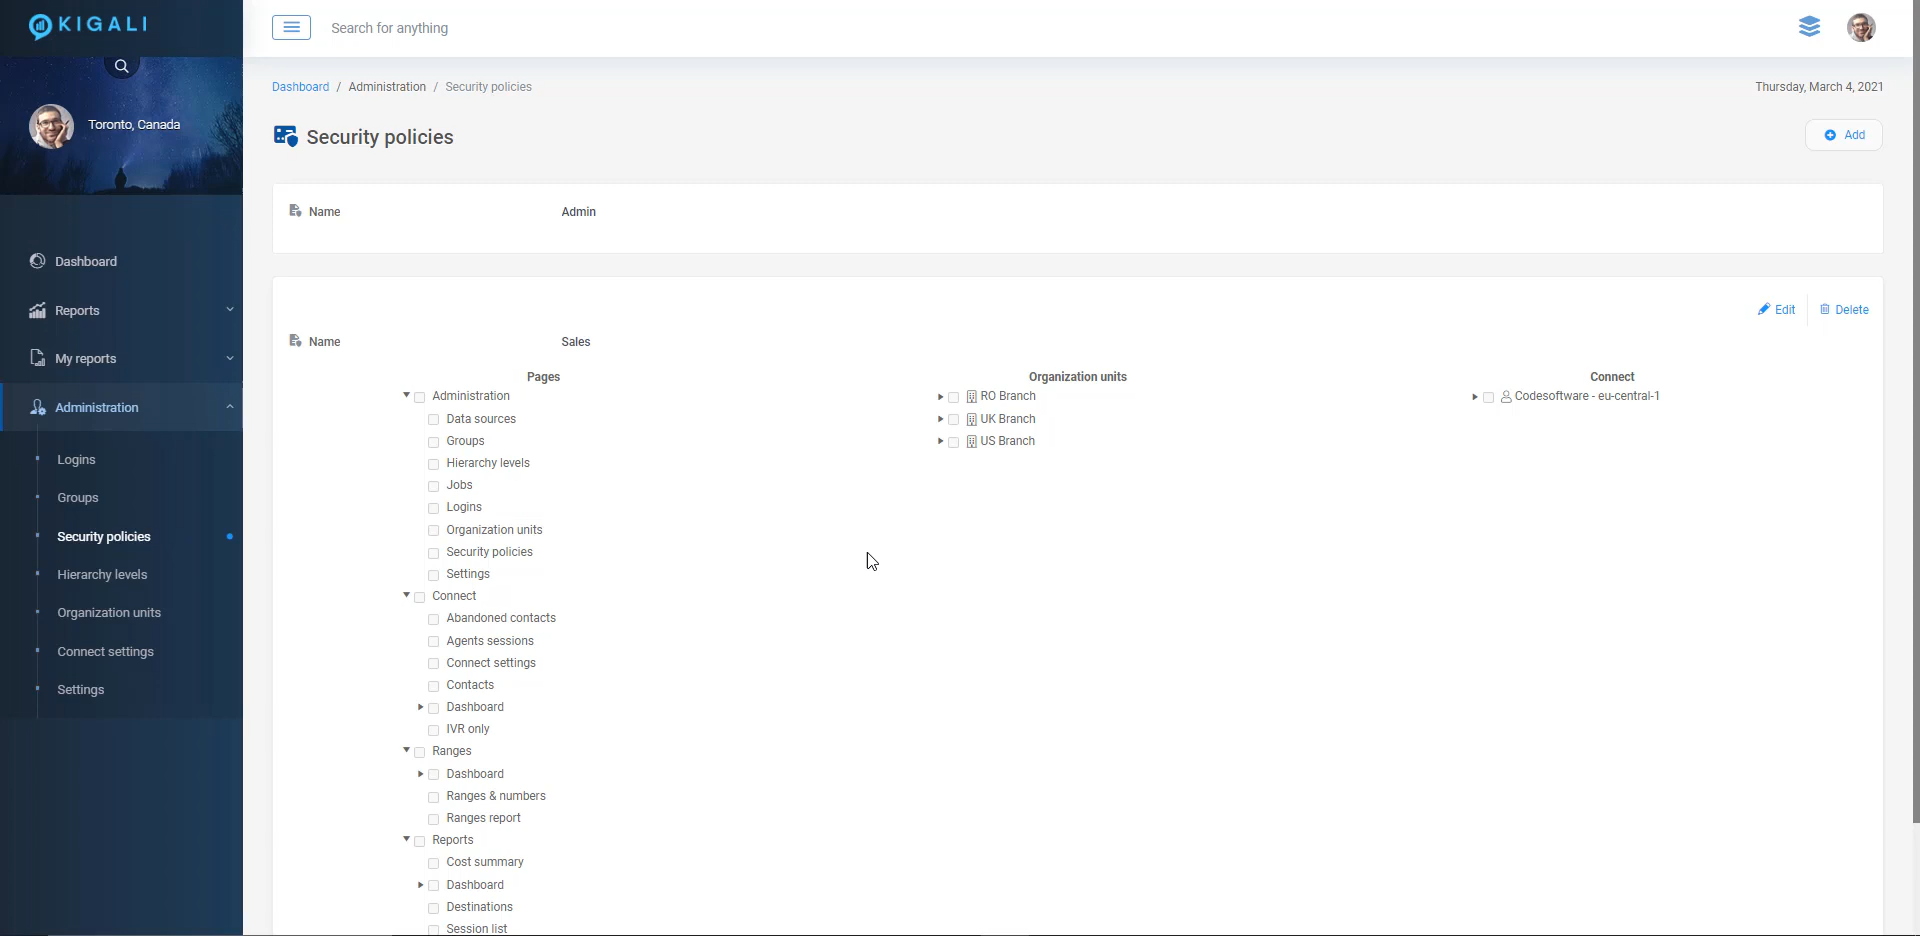 KIGALI
Search for anything
Toronto, Canada
Dashboard
Reports
My reports
Administration
Logins
Groups
Security policies
Hierarchy levels
Organization units
Connect settings
Settings
Dashboard / Administration / Security policies
Thursday, March 4, 2021
Security policies
Add
Name Admin
Edit Delete
Name Sales
Pages Organization units Connect
Administration RO Branch Codesoftware - eu-central-1
Data sources UK Branch
Groups US Branch
Hierarchy levels
Jobs
Logins
Organization units
Security policies
Settings
Connect
Abandoned contacts
Agents sessions
Connect settings
Contacts
Dashboard
IVR only
Ranges
Dashboard
Ranges & numbers
Ranges report
Reports
Cost summary
Dashboard
Destinations
Session list